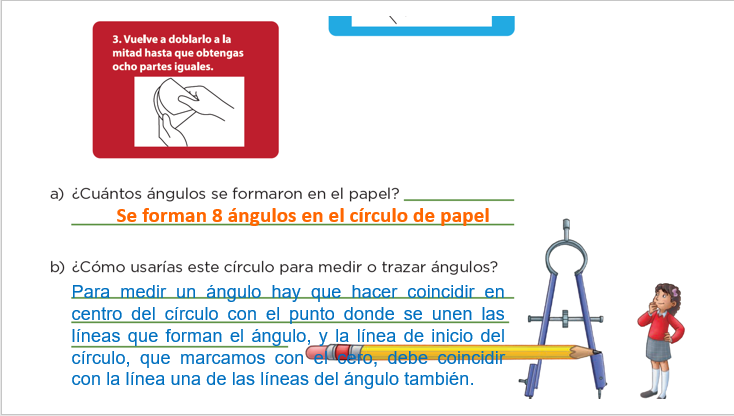 3. Vuelve a doblarlo a la
mitad hasta que obtengas
ocho partes iguales.
a) ¿Cuántos ángulos se formaron en el papel?
Se forman 8 ángulos en el círculo de papel
b) ¿Cómo usarías este círculo para medir o trazar ángulos?
Para medir un ángulo hay que hacer coincidir en
centro del círculo con el punto donde se unen las
líneas que forman el ángulo, y la línea de inicio del
círculo, que marcamos con el cero, debe coincidir
con la línea una de las líneas del ángulo también.